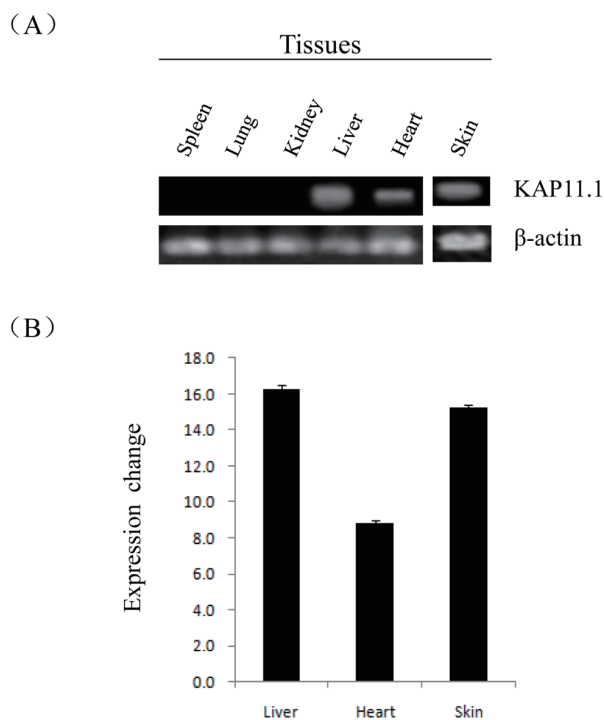 （A）
Tissues
Spleen Lung Kidney Liver Heart Skin
KAP11.1
β-actin
（B）
18.0
16.0
14.0
12.0
10.0
8.0
6.0
4.0
2.0
0.0
Expression change
Liver Heart Skin